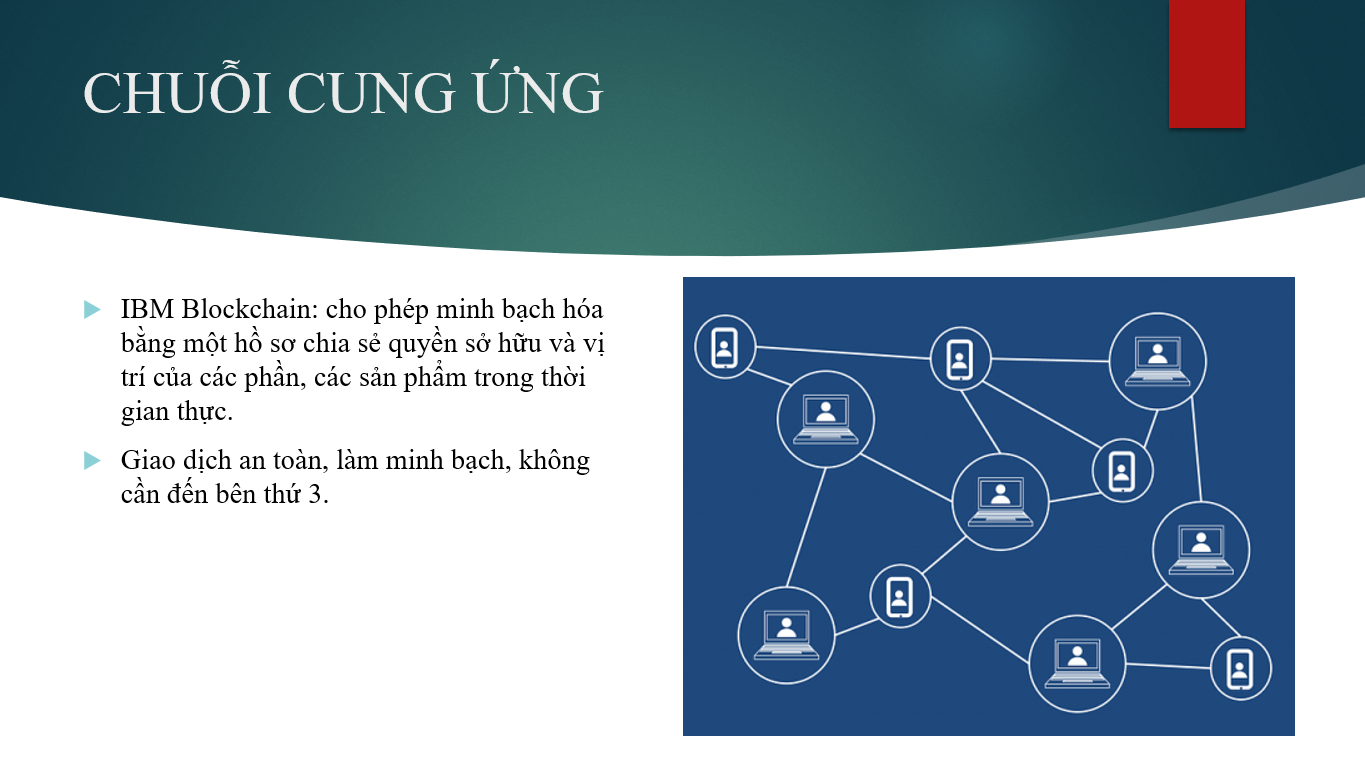 CHUỖI CUNG ỨNG
IBM Blockchain: cho phép minh bạch hóa
bằng một hồ sơ chia sẻ quyền sở hữu và vị
trí của các phần, các sản phẩm trong thời
gian thực.
Giao dịch an toàn, làm minh bạch, không
cần đến bên thứ 3.